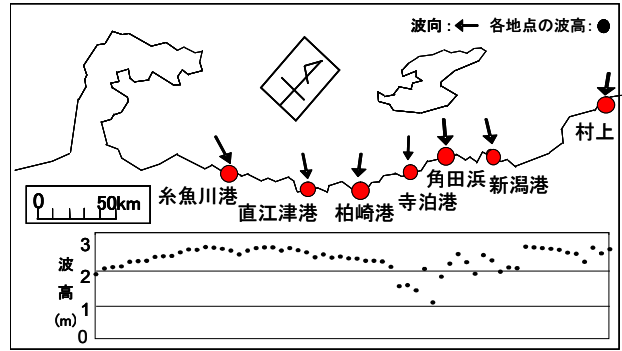 波向：← 各地点の波高：●
村上
角田浜
新潟港
糸魚川港
直江津港
柏崎港
寺泊港
0 50km
3
2
1
0
波高(m)